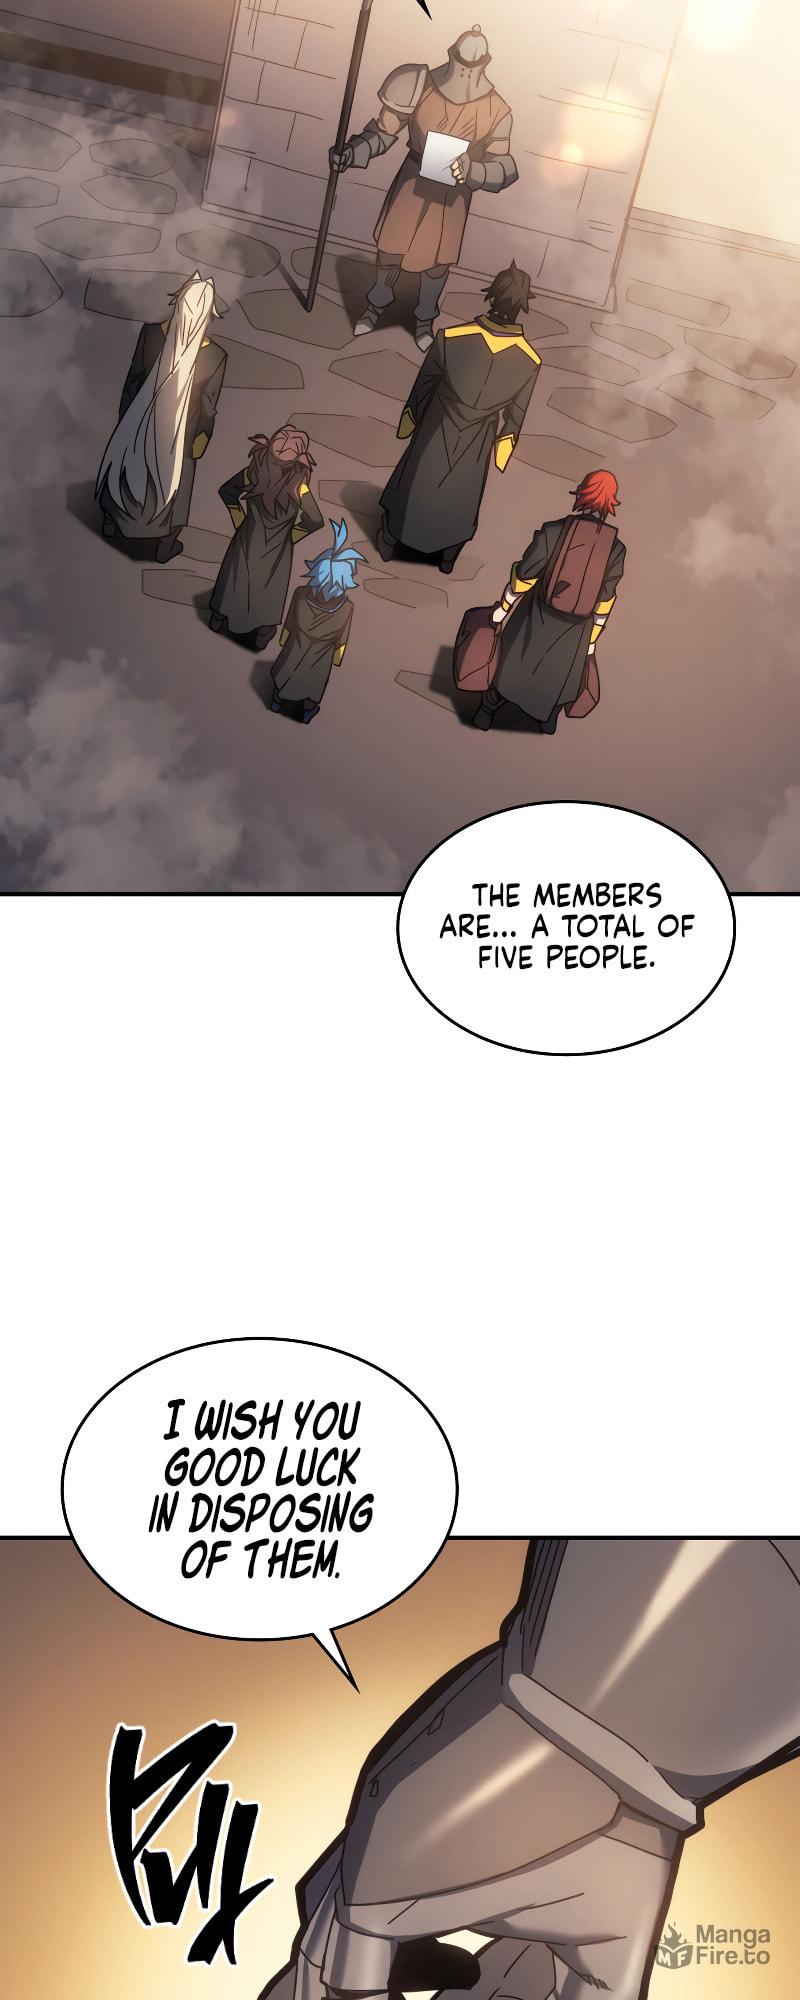 THE MEMBERS
ARE... A TOTAL OF
FIVE PEOPLE.
I WISH YOU
GOOD LUCK
IN DISPOSING
OF THEM.
Manga
Fire.to